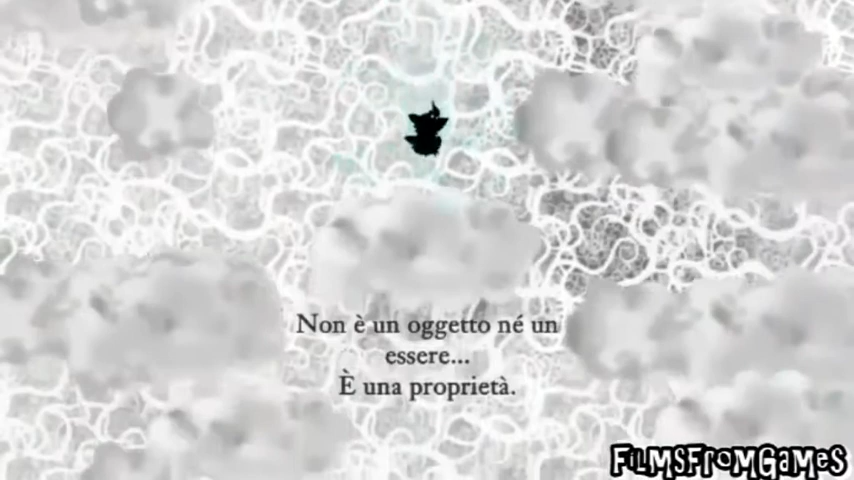 Non è un oggetto né un
essere...
È una proprietà.
FilmsFromGames